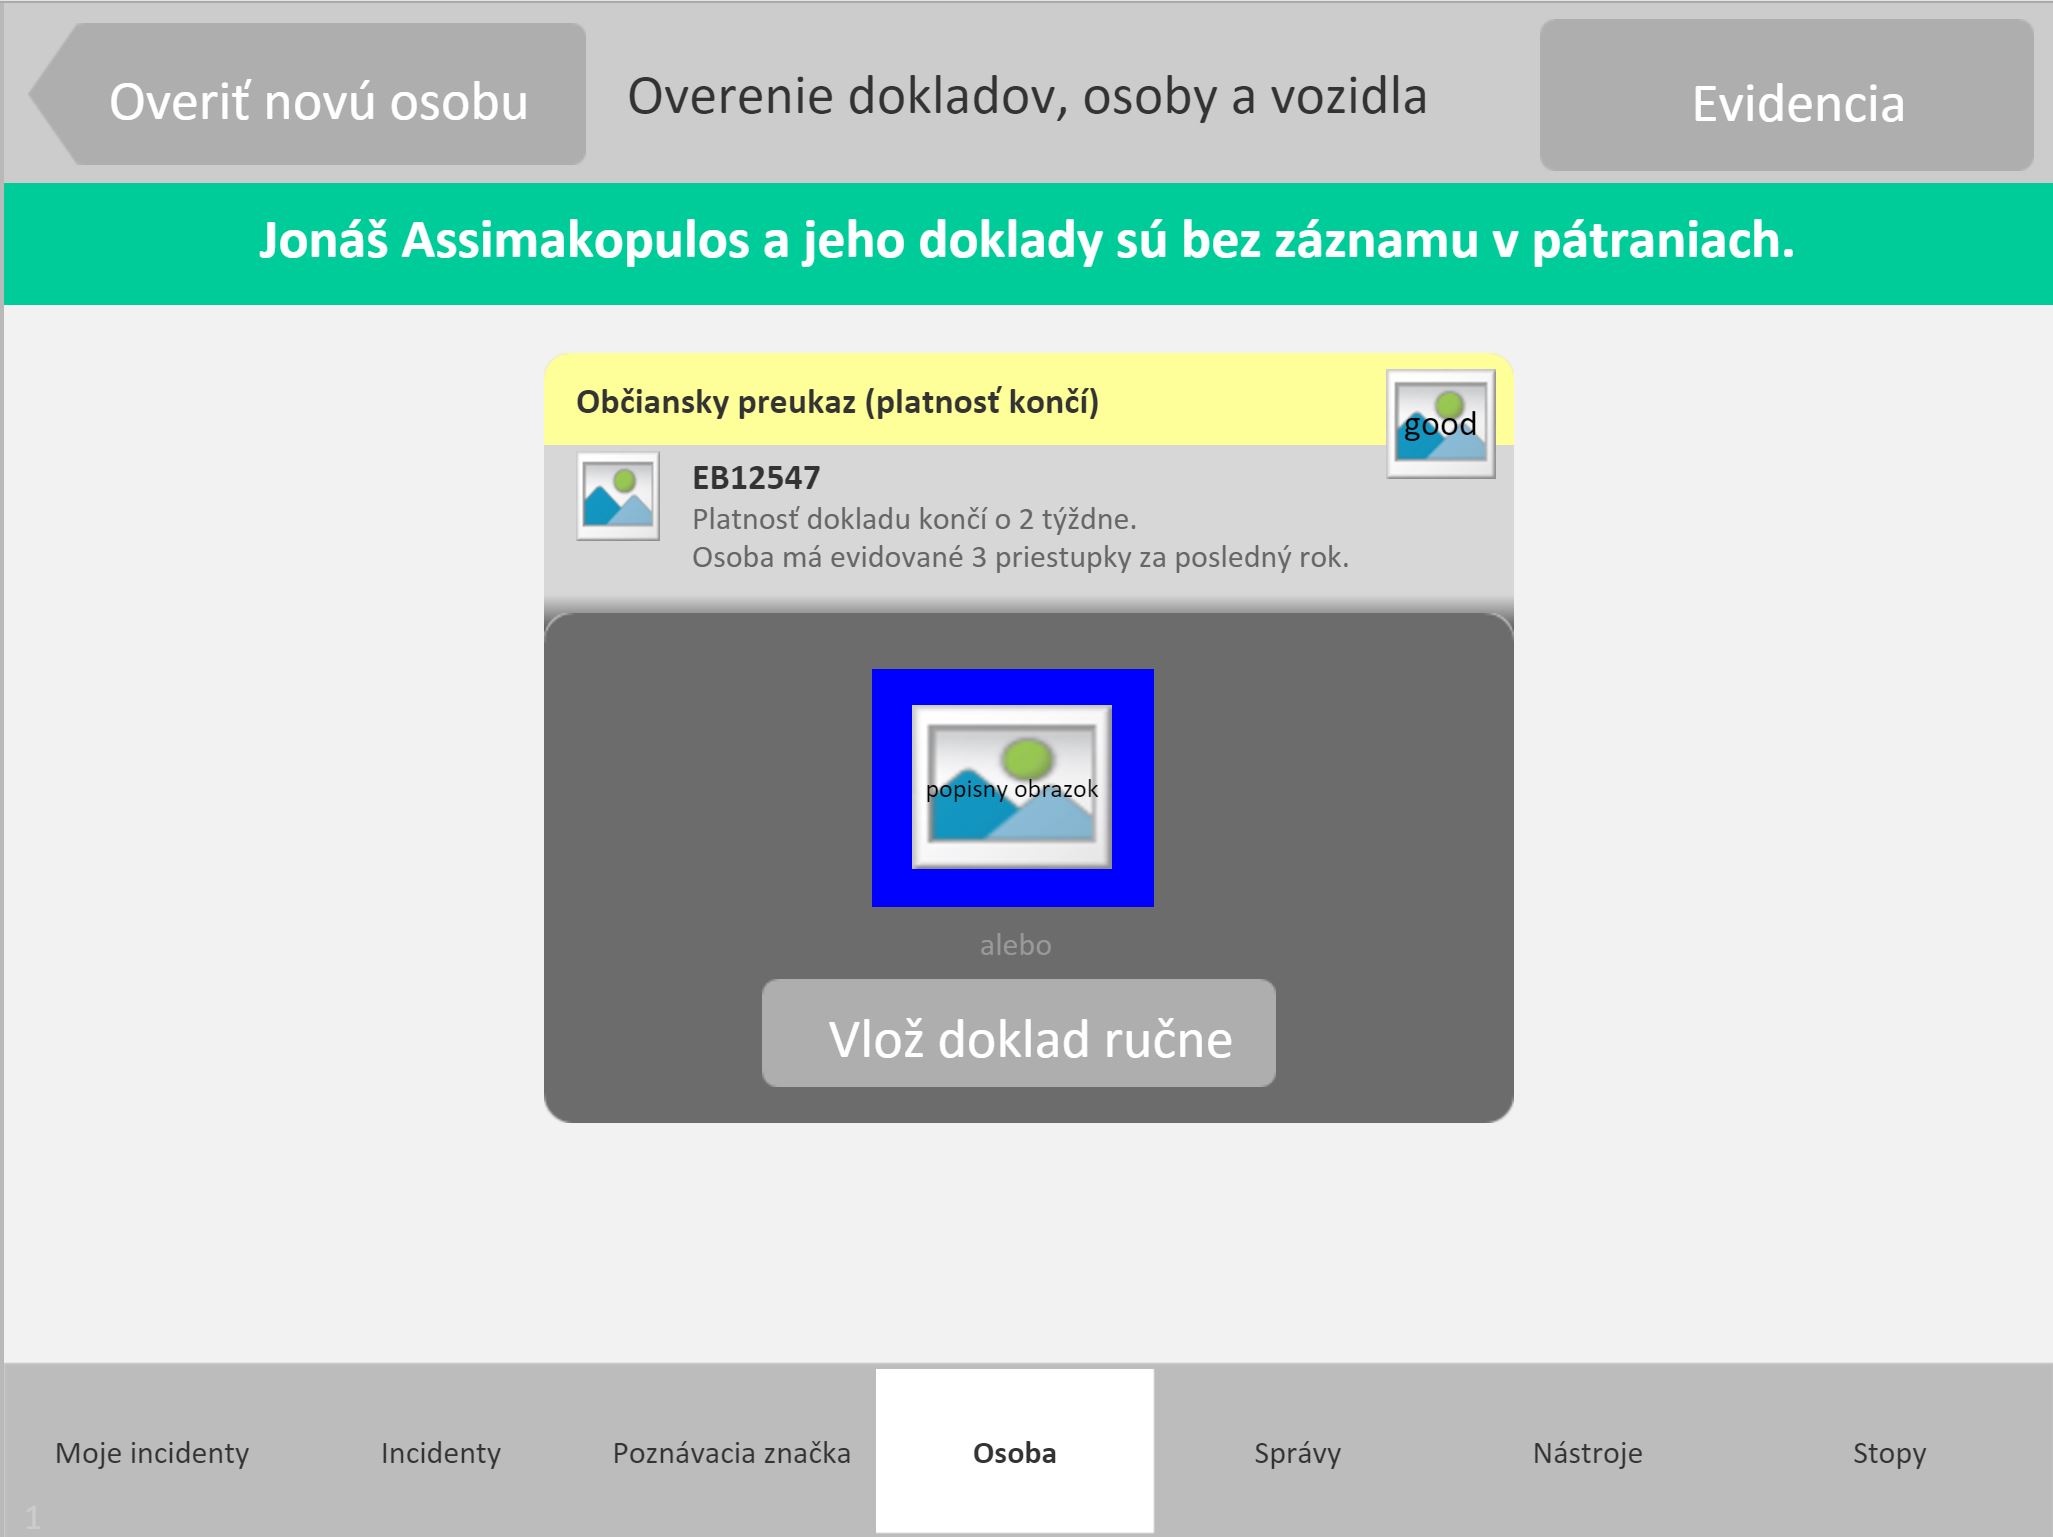 Overiť novú osobu
Overenie dokladov, osoby a vozidla
Evidencia
Jonáš Assimakopulos a jeho doklady sú bez záznamu v pátraniach.
Občiansky preukaz (platnosť končí)
good
EB12547
Platnosť dokladu končí o 2 týždne.
Osoba má evidované 3 priestupky za posledný rok.
popisny obrazok
alebo
Vlož doklad ručne
Moje incidenty
Incidenty
Poznávacia značka
Osoba
Správy
Nástroje
Stopy
1